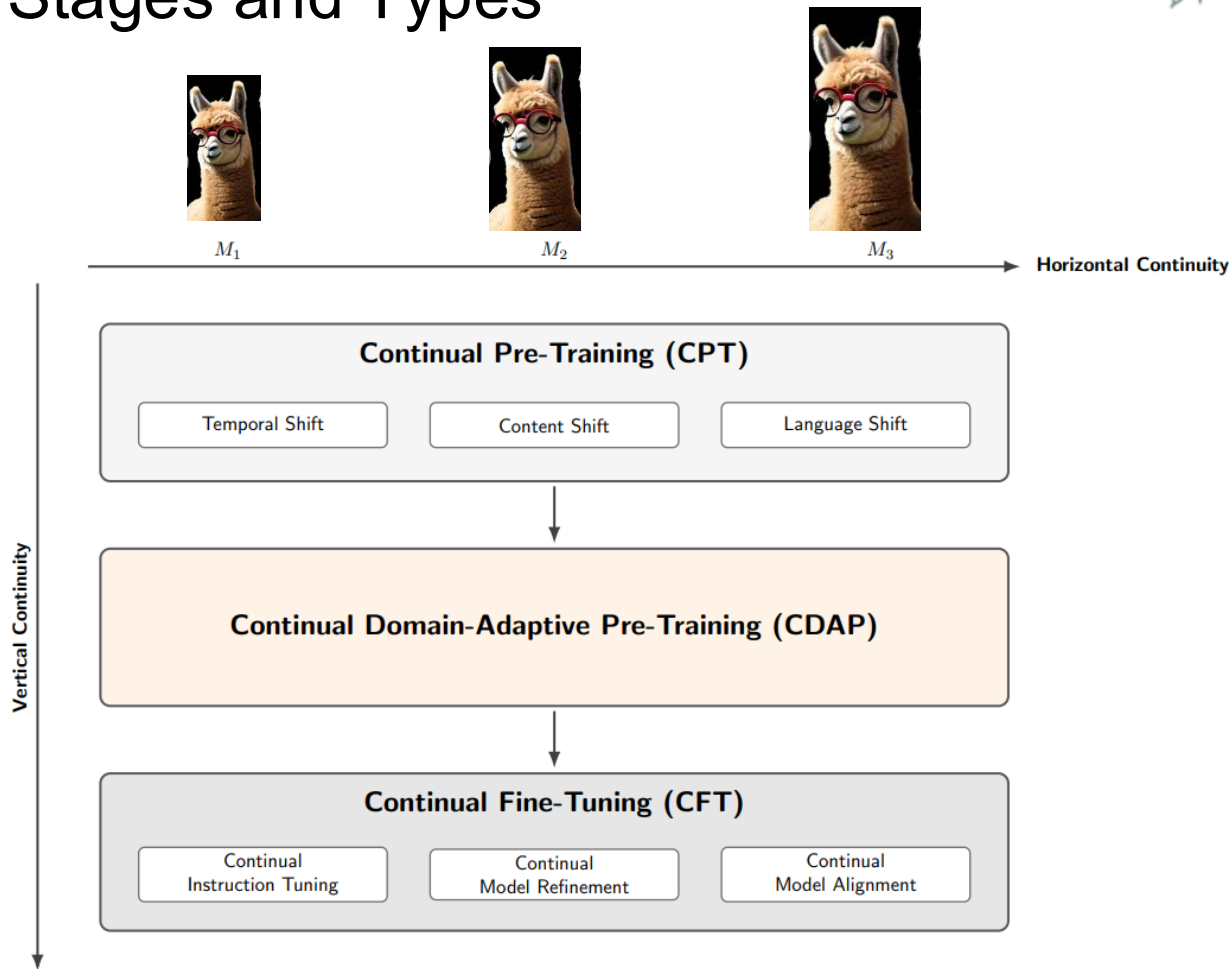 Stages and Types
M1
M2
M3
Horizontal Continuity
Vertical Continuity
Continual Pre-Training (CPT)
Temporal Shift
Content Shift
Language Shift
Continual Domain-Adaptive Pre-Training (CDAP)
Continual Fine-Tuning (CFT)
Continual
Instruction Tuning
Continual
Model Refinement
Continual
Model Alignment